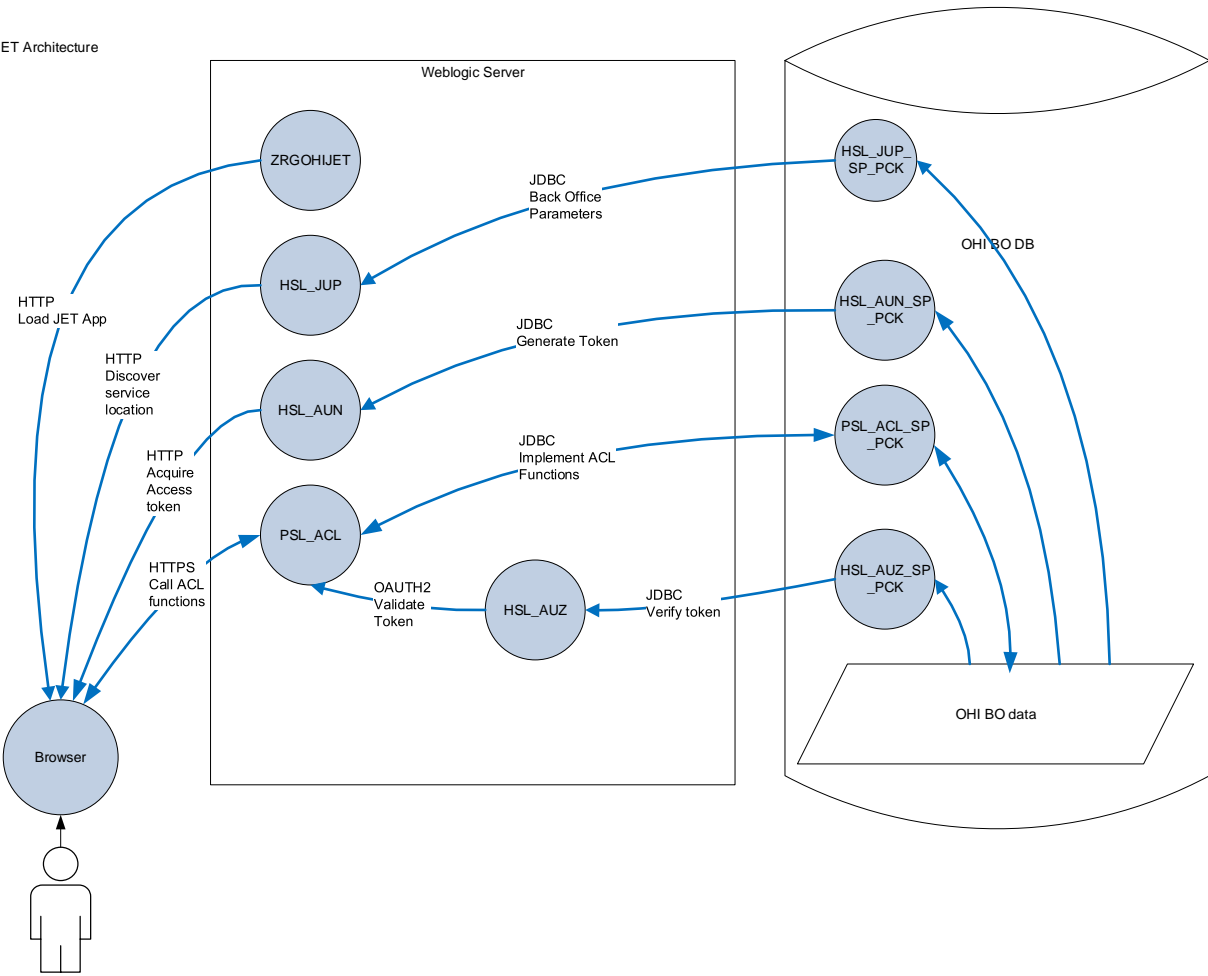 ET Architecture
Weblogic Server
ZRGOHIJET
HSL_JUP_
SP_PCK
JDBC
Back Office
Parameters
OHI BO DB
HSL_JUP
HSL_AUN_SP
_PCK
HTTP
Load JET App
JDBC
Generate Token
HTTP
Discover
service
location
HSL_AUN
PSL_ACL_SP
_PCK
JDBC
Implement ACL
Functions
HTTP
Acquire
Access
token
PSL_ACL
HTTPS
Call ACL
functions
OAUTH2
Validate
Token
HSL_AUZ
JDBC
Verify token
HSL_AUZ_SP
_PCK
OHI BO data
Browser